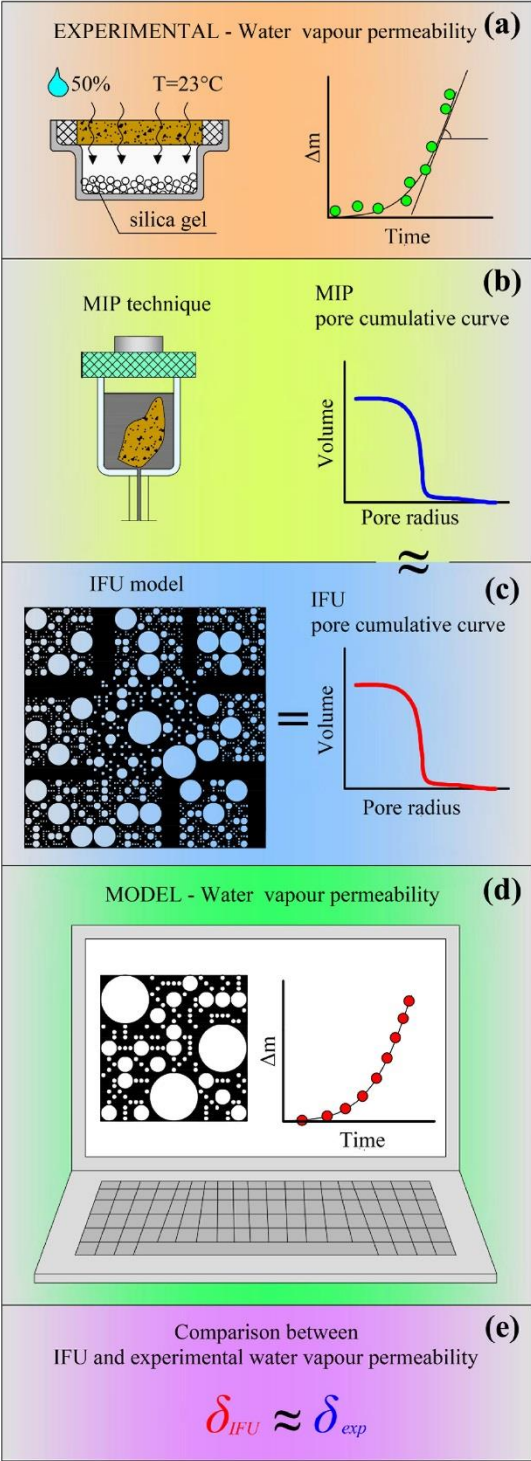 (a)
EXPERIMENTAL - Water vapour permeability
50%
T=23°C
silica gel
Δm
Time
(b)
MIP technique
MIP
pore cumulative curve
Volume
Pore radius
≈
(c)
IFU model
IFU
pore cumulative curve
=
Volume
Pore radius
(d)
MODEL - Water vapour permeability
Δm
Time
(e)
Comparison between
IFU and experimental water vapour permeability
δIFU ≈ δexp